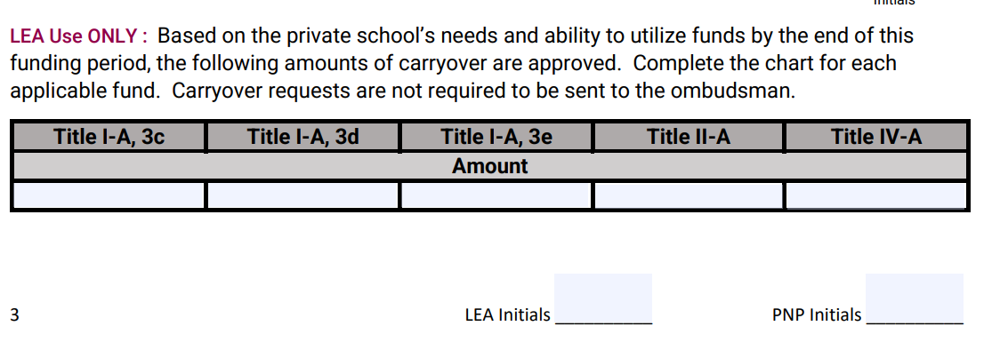 LEA Use ONLY : Based on the private school’s needs and ability to utilize funds by the end of this
funding period, the following amounts of carryover are approved. Complete the chart for each
applicable fund. Carryover requests are not required to be sent to the ombudsman.
Title I-A, 3c Title I-A, 3d Title I-A, 3e Title II-A Title IV-A
Amount
3 LEA Initials __________ PNP Initials __________